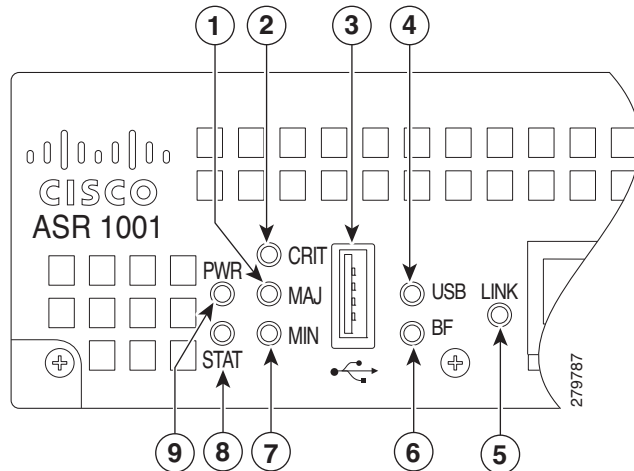 1 2 3 4
CISCO
ASR 1001
CRIT
PWR
MAJ
USB
LINK
MIN
BF
STAT
279787
9 8 7 6 5